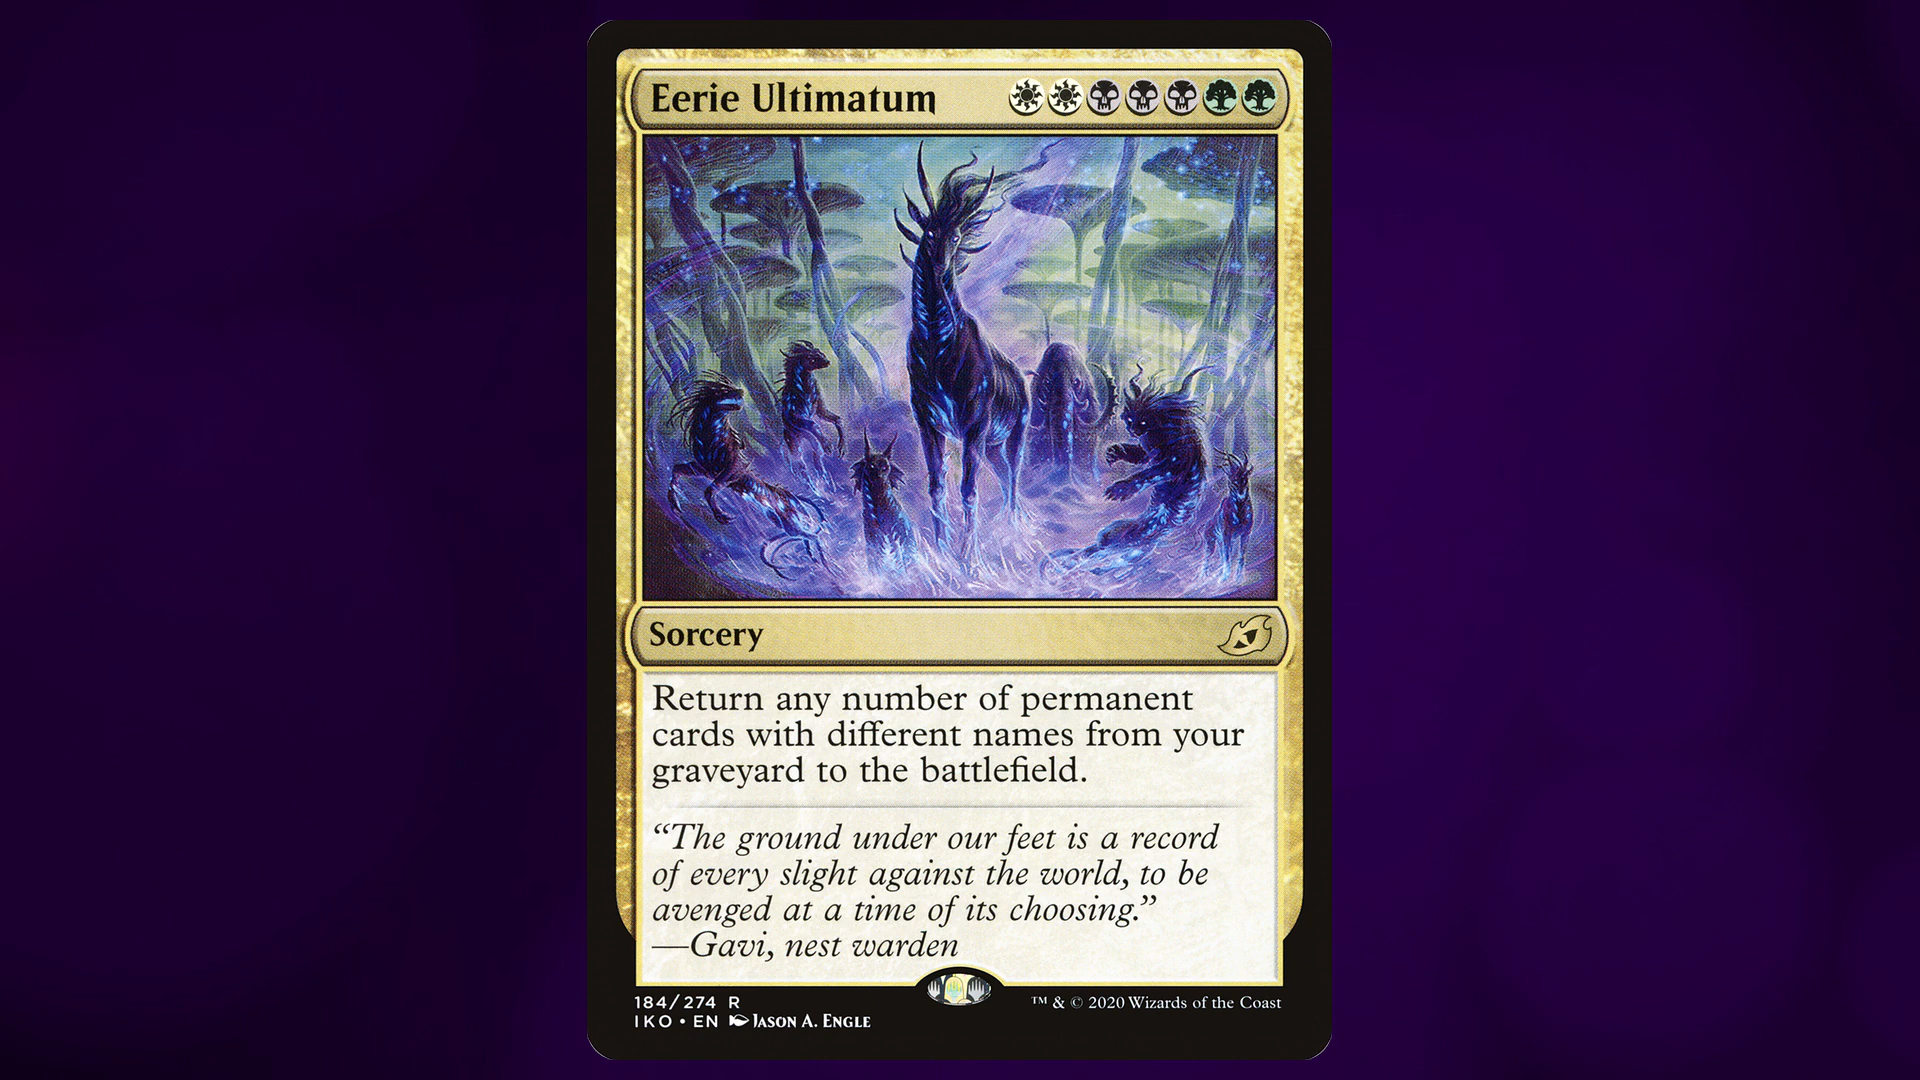 Eerie Ultimatum
Sorcery
Return any number of permanent
cards with different names from your
graveyard to the battlefield.
“The ground under our feet is a record
of every slight against the world, to be
avenged at a time of its choosing.”
—Gavi, nest warden
184/274 R
™ & © 2020 Wizards of the Coast
IKO • EN Jason A. Engle